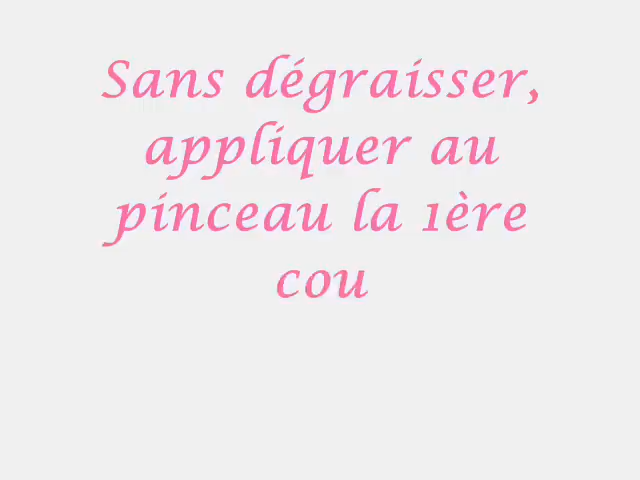 Sans dégraisser,
appliquer au
pinceau la 1ère
cou